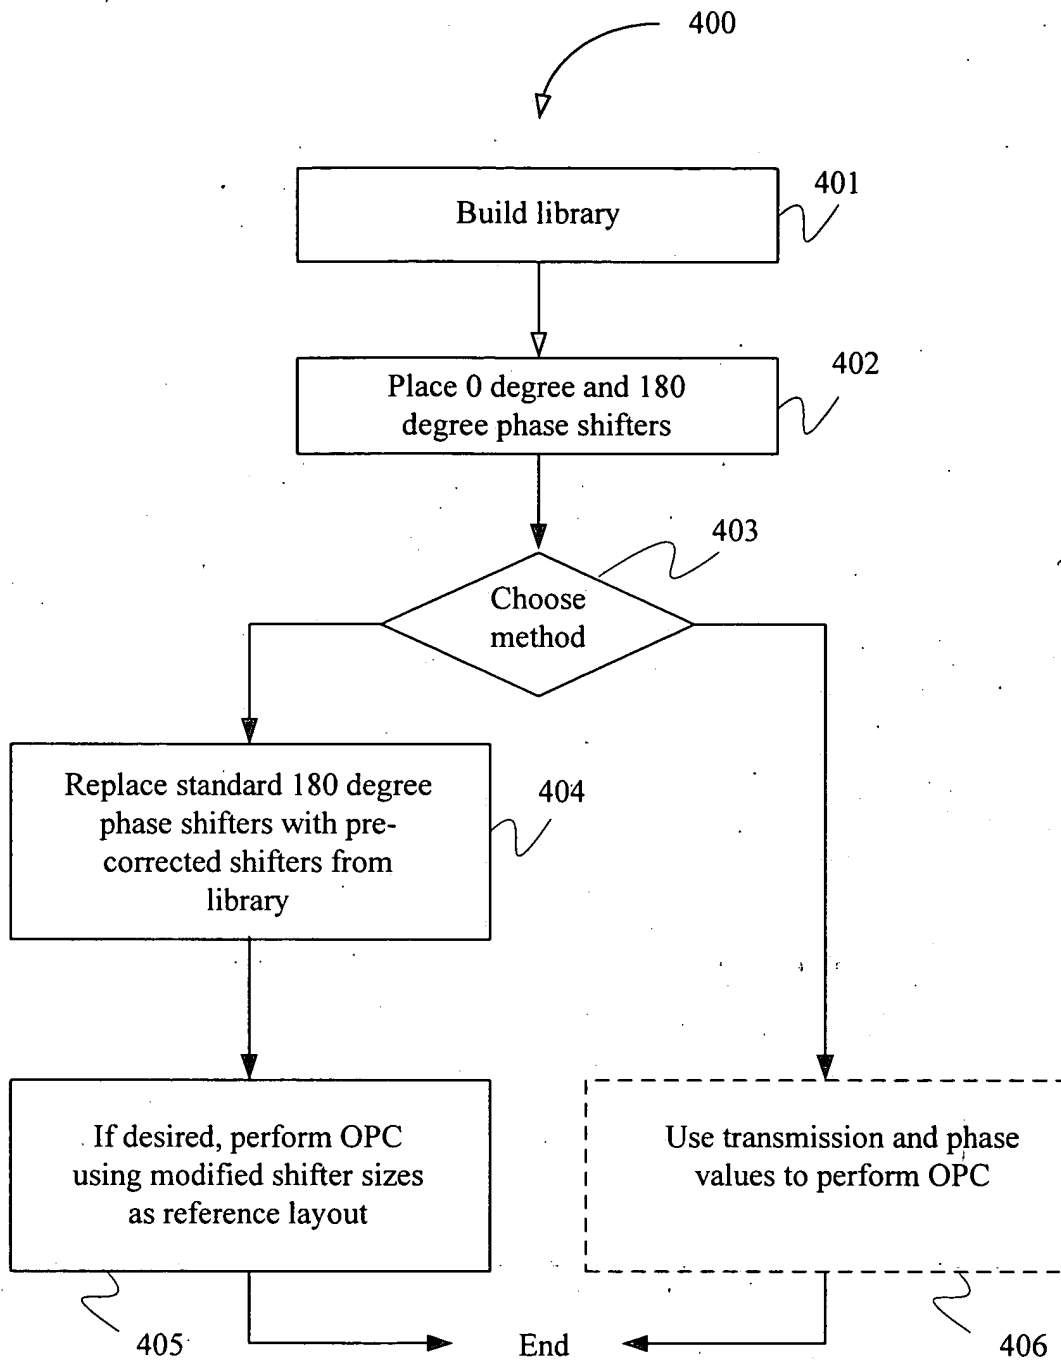 400
401
Build library
402
Place 0 degree and 180
degree phase shifters
403
Choose
method
Replace standard 180 degree
phase shifters with pre-
corrected shifters from
library
404
If desired, perform OPC
using modified shifter sizes
as reference layout
Use transmission and phase
values to perform OPC
405
End
406